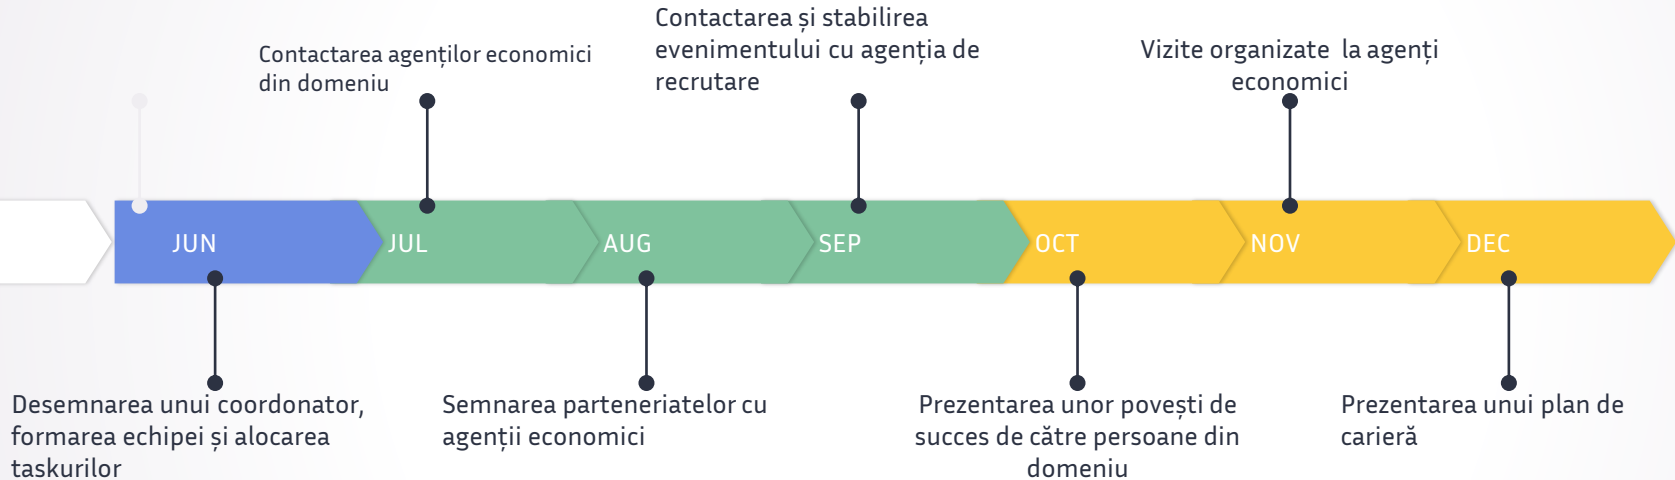 Contactarea agenților economici
din domeniu
Contactarea și stabilirea
evenimentului cu agenția de
recrutare
Vizite organizate  la agenți
economici
JUN
JUL
AUG
SEP
OCT
NOV
DEC
Desemnarea unui coordonator,
formarea echipei și alocarea
taskurilor
Semnarea parteneriatelor cu
agenții economici
Prezentarea unor povești de
succes de către persoane din
domeniu
Prezentarea unui plan de
carieră